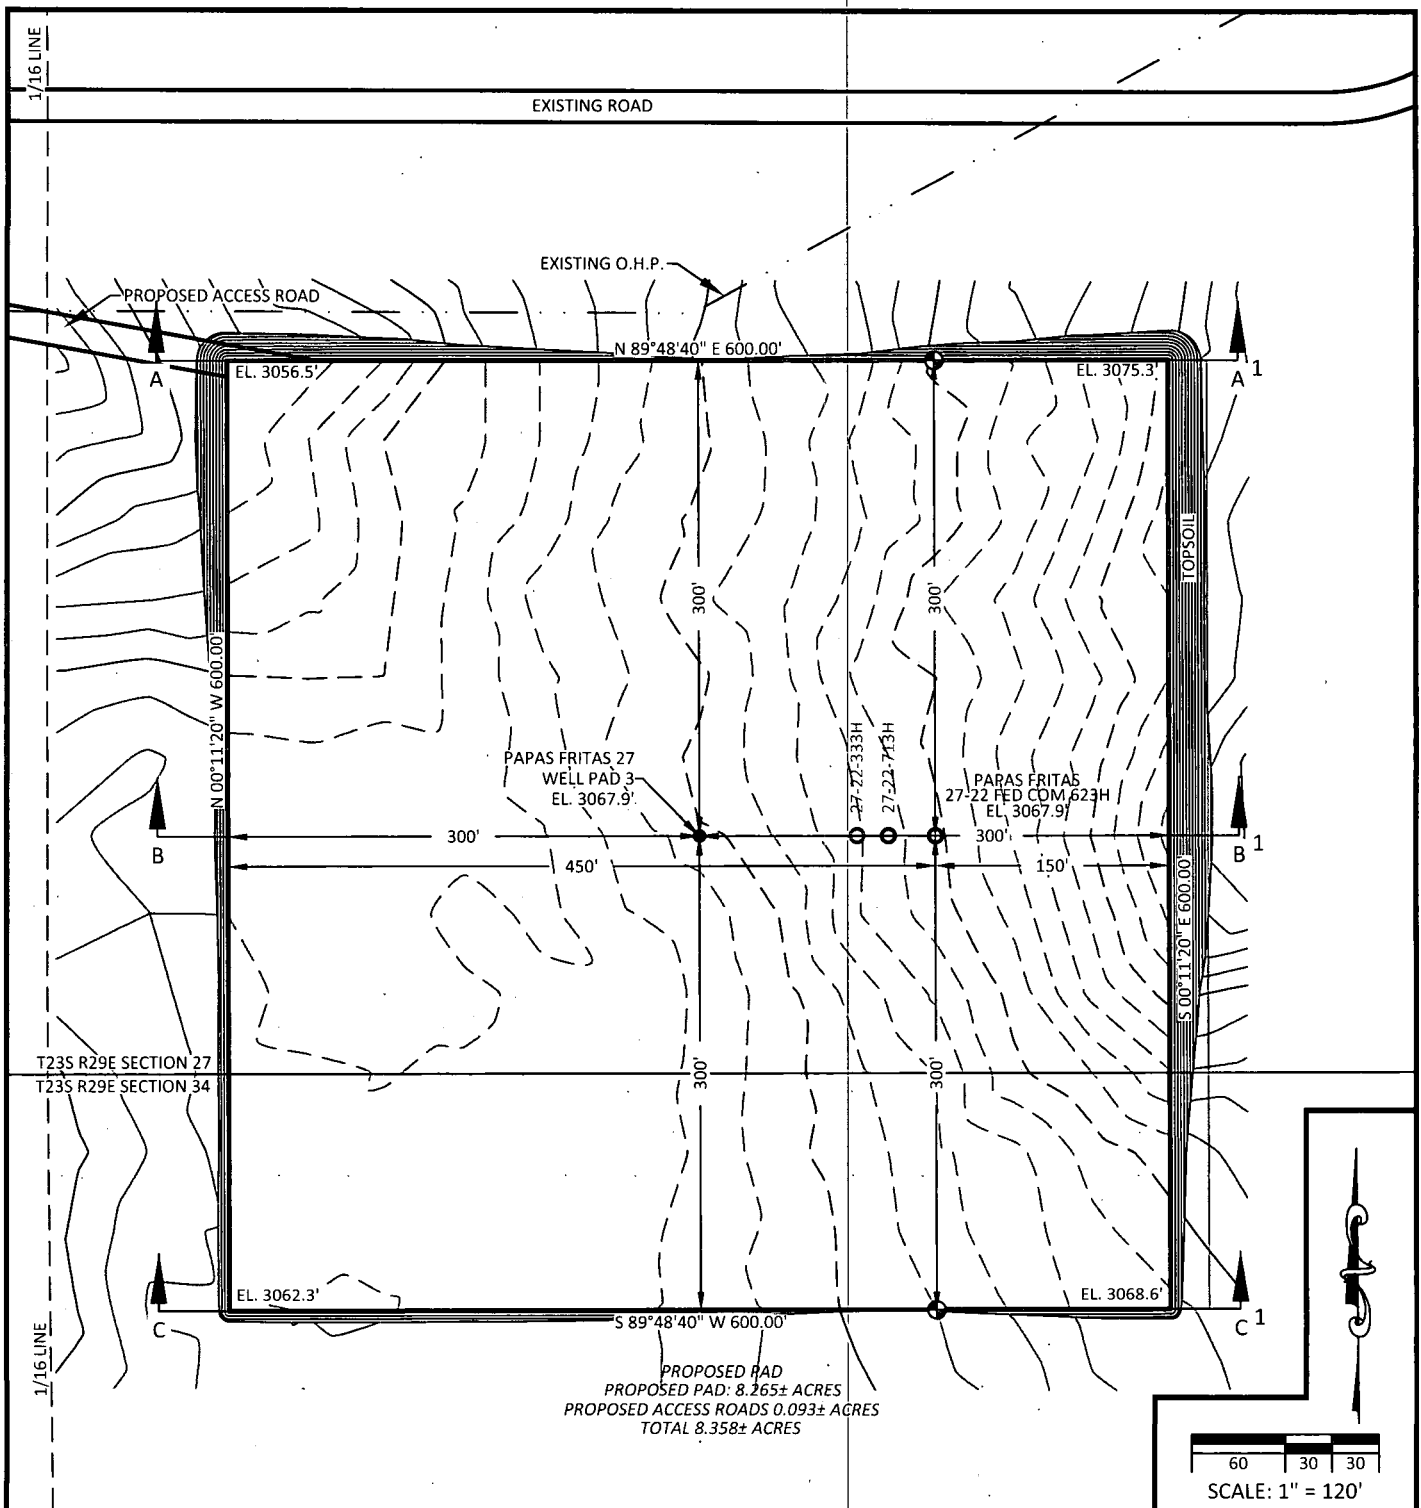 1/16 LINE
EXISTING ROAD
EXISTING O.H.P.
PROPOSED ACCESS ROAD
N 89°48'40" E 600.00'
A
EL. 3056.5'
EL. 3075.3'
A 1
TOPSOIL
300'
300'
N 00°11'20" W 600.00'
27-22-333H
27-22-713H
PAPAS FRITAS 27
WELL PAD 3
EL. 3067.9'
PAPAS FRITAS
27-22 FED COM 623H
EL. 3067.9'
B
300'
300'
B 1
450'
150'
S 00°11'20" E 600.00'
T23S R29E SECTION 27
T23S R29E SECTION 34
300'
300'
EL. 3062.3'
EL. 3068.6'
C
S 89°48'40" W 600.00'
C 1
1/16 LINE
PROPOSED PAD
PROPOSED PAD: 8.265± ACRES
PROPOSED ACCESS ROADS 0.093± ACRES
TOTAL 8.358± ACRES
60 30 30
SCALE: 1" = 120'